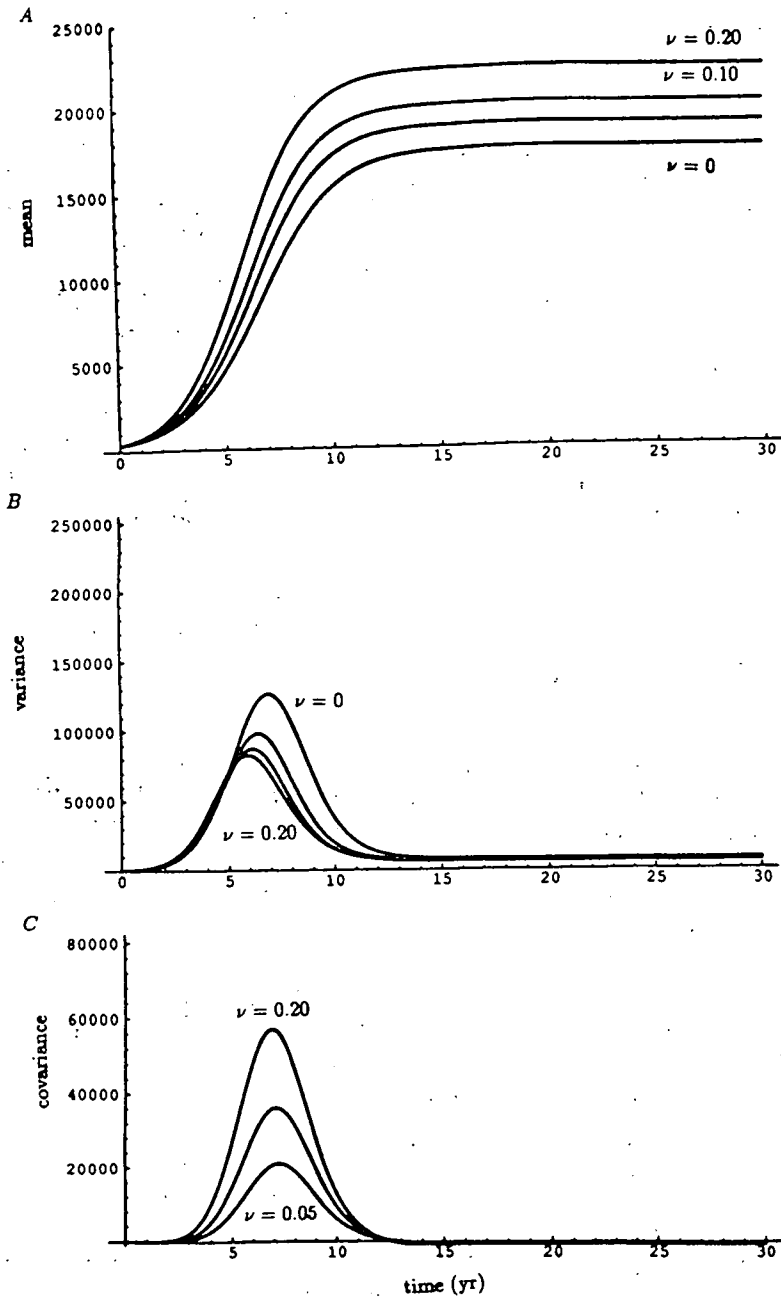 A
25000
20000
15000
10000
5000
mean
ν = 0.20
ν = 0.10
ν = 0
0 5 10 15 20 25 30
B
250000
200000
150000
100000
50000
variance
ν = 0
ν = 0.20
0 5 10 15 20 25 30
C
80000
60000
40000
20000
covariance
ν = 0.20
ν = 0.05
5 10 15 20 25 30
time (yr)